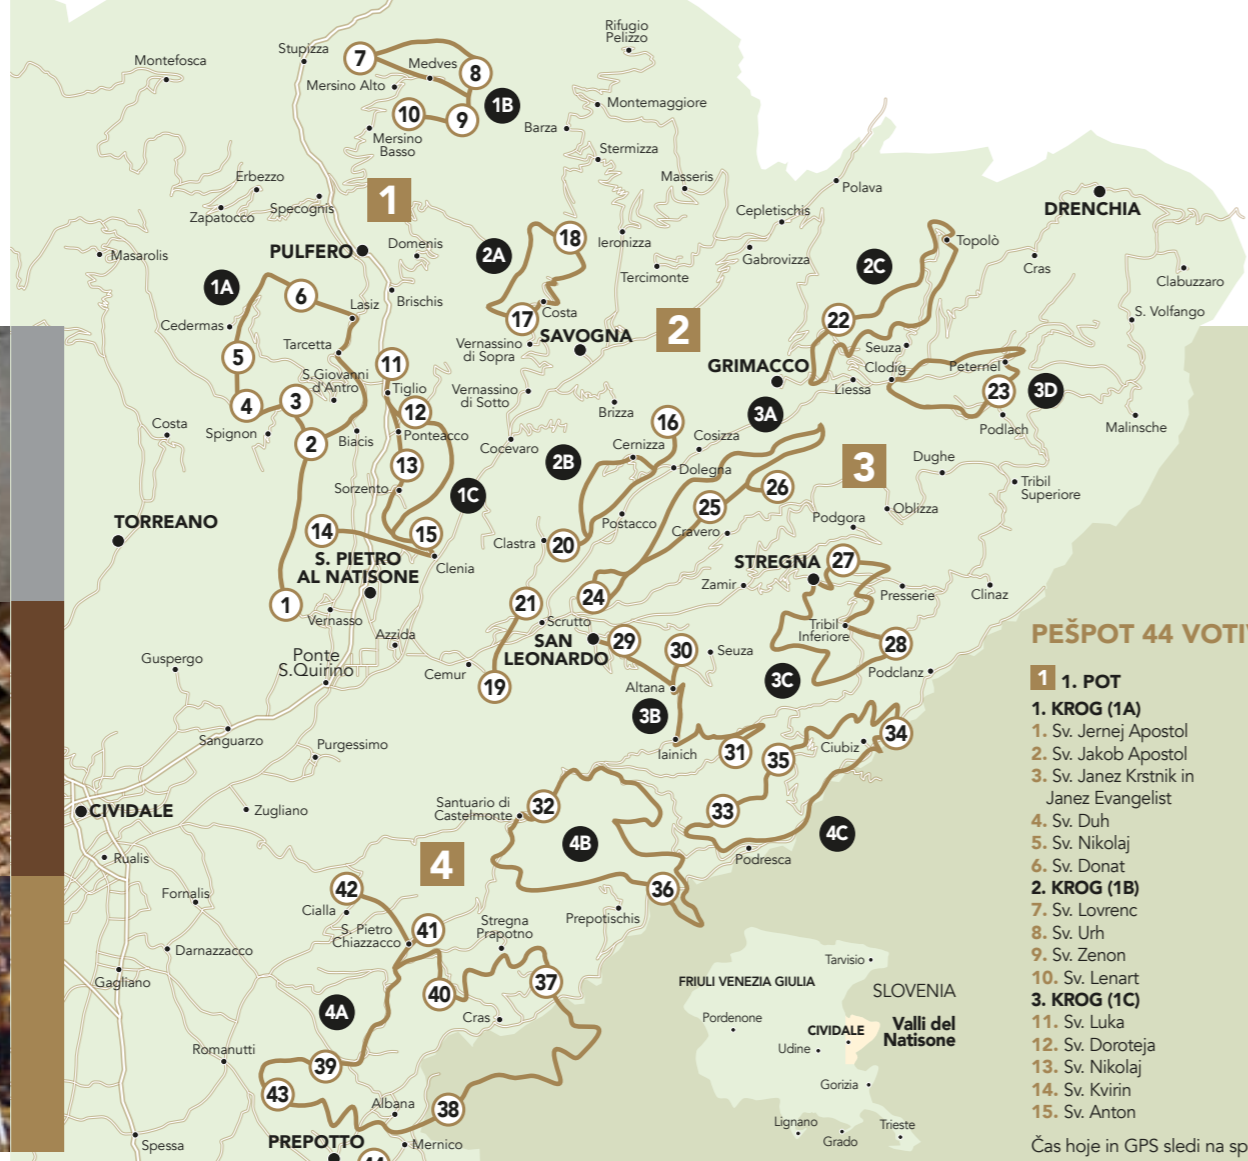 Rifugio
Pelizzo
Stupizza
Montefosca
7
Medves
8
Mersino Alto
1B
10
9
Montemaggiore
Barza
Mersino
Basso
Stermizza
Masseris
Erbezzo
Polava
1
Zapatocco
Specognis
Cepletischis
DRENCHIA
18
Ieronizza
Topolò
PULFERO
Domenis
2A
Masarolis
Gabrovizza
Cras
Tercimonte
2C
1A
6
Brischis
Clabuzzaro
Lasiz
Costa
17
22
S. Volfango
Cedermas
2
SAVOGNA
Tarcetta
Vernassino
di Sopra
Seuza
5
11
GRIMACCO
Clodig
Peternel
S.Giovanni
d'Antro
Tiglio
Vernassino
di Sotto
Liessa
23
3D
4
3
12
Brizza
3A
16
Costa
Spignon
2
Biacis
Ponteacco
Cosizza
Podlach
Malinsche
Cocevaro
Cernizza
2B
13
Dolegna
3
Dughe
Sorzento
1C
26
Tribil
Superiore
25
Oblizza
TORREANO
14
15
Postacco
Cravero
Podgora
Clastra
20
S. PIETRO
AL NATISONE
Clenia
STREGNA
27
Zamir
Presserie
Clinaz
1
21
24
Vernasso
Scrutto
Tribil
Inferiore
Azzida
SAN
LEONARDO
29
30
Seuza
28
Guspergo
Ponte
S.Quirino
Cemur
19
Altana
3C
Podclanz
3B
34
Sanguarzo
Purgessimo
Iainich
31
35
Ciubiz
CIVIDALE
Zugliano
Santuario di
Castelmonte
32
33
4B
4C
Rualis
4
Podresca
Fornalis
42
36
Cialla
Prepotischis
41
S. Pietro
Chiazzacco
Stregna
Prapotno
Darnazzacco
Gagliano
40
37
4A
Cras
Romanutti
39
43
Albana
38
Spessa
PREPOTTO
Mernico
44
Tarvisio
FRIULI VENEZIA GIULIA
SLOVENIA
Pordenone
CIVIDALE
Valli del
Natisone
Udine
Gorizia
Lignano
Grado
Trieste
PEŠPOT 44 VOTI
1 1. POT
1. KROG (1A)
1. Sv. Jernej Apostol
2. Sv. Jakob Apostol
3. Sv. Janez Krstnik in
Janez Evangelist
4. Sv. Duh
5. Sv. Nikolaj
6. Sv. Donat
2. KROG (1B)
7. Sv. Lovrenc
8. Sv. Urh
9. Sv. Zenon
10. Sv. Lenart
3. KROG (1C)
11. Sv. Luka
12. Sv. Doroteja
13. Sv. Nikolaj
14. Sv. Kvirin
15. Sv. Anton
Čas hoje in GPS sledi na sp